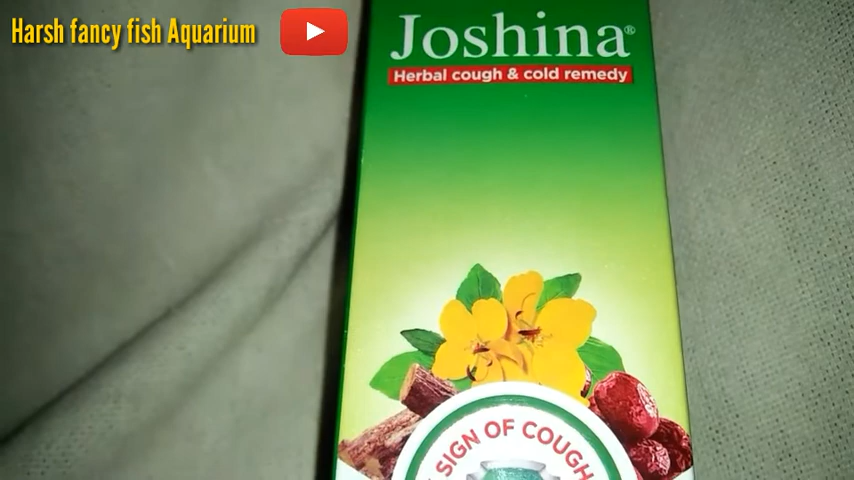 Harsh fancy fish Aquarium
Joshina®
Herbal cough & cold remedy
SIGN OF COUGH